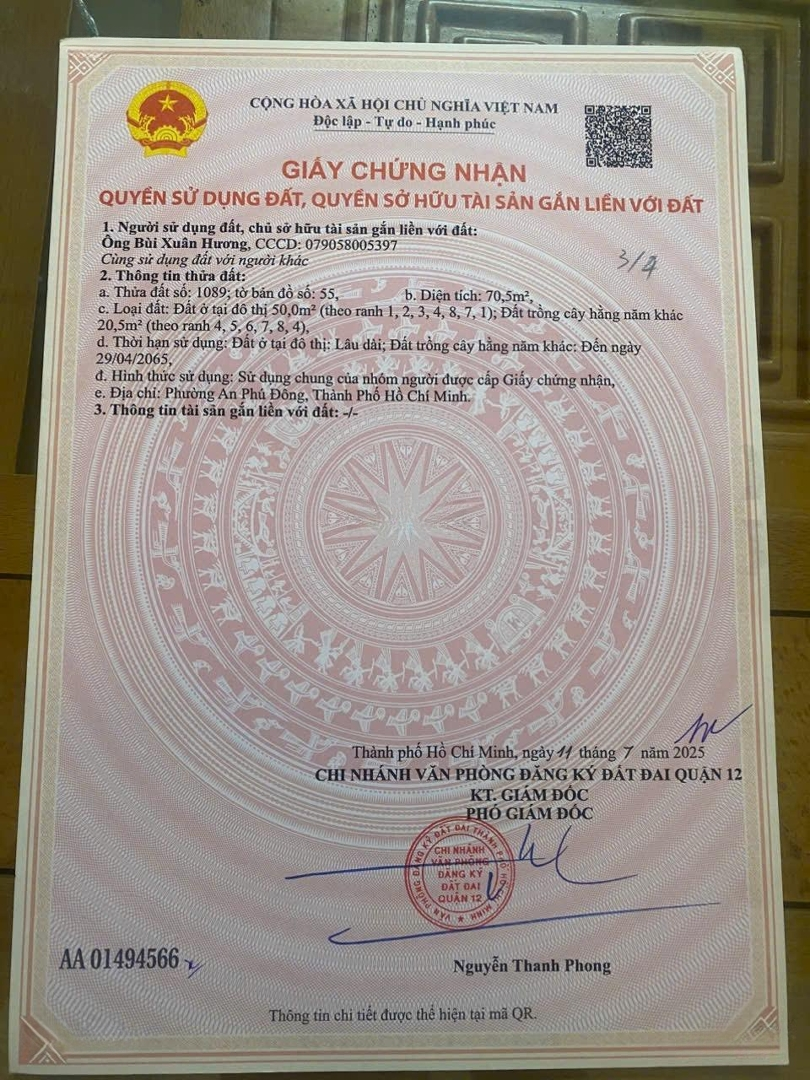 CỘNG HÒA XÃ HỘI CHỦ NGHĨA VIỆT NAM
Độc lập - Tự do - Hạnh phúc
GIẤY CHỨNG NHẬN
QUYỀN SỬ DỤNG ĐẤT, QUYỀN SỞ HỮU TÀI SẢN GẮN LIỀN VỚI ĐẤT
1. Người sử dụng đất, chủ sở hữu tài sản gắn liền với đất:
Ông Bùi Xuân Hương, CCCD: 079058005397
Cùng sử dụng đất với người khác
3/4
2. Thông tin thửa đất:
a. Thửa đất số: 1089; tờ bản đồ số: 55, b. Diện tích: 70,5m²,
c. Loại đất: Đất ở tại đô thị 50,0m² (theo ranh 1, 2, 3, 4, 8, 7, 1); Đất trồng cây hằng năm khác
20,5m² (theo ranh 4, 5, 6, 7, 8, 4),
d. Thời hạn sử dụng: Đất ở tại đô thị: Lâu dài; Đất trồng cây hằng năm khác: Đến ngày
29/04/2065,
đ. Hình thức sử dụng: Sử dụng chung của nhóm người được cấp Giấy chứng nhận,
e. Địa chỉ: Phường An Phú Đông, Thành Phố Hồ Chí Minh.
3. Thông tin tài sản gắn liền với đất: -/-
Thành phố Hồ Chí Minh, ngày 11 tháng 7 năm 2025
CHI NHÁNH VĂN PHÒNG ĐĂNG KÝ ĐẤT ĐAI QUẬN 12
KT. GIÁM ĐỐC
PHÓ GIÁM ĐỐC
VĂN PHÒNG ĐĂNG KÝ ĐẤT ĐAI THÀNH PHỐ HỒ CHÍ MINH
CHI NHÁNH
VĂN PHÒNG
ĐĂNG KÝ
ĐẤT ĐAI
QUẬN 12
AA 01494566
Nguyễn Thanh Phong
Thông tin chi tiết được thể hiện tại mã QR.